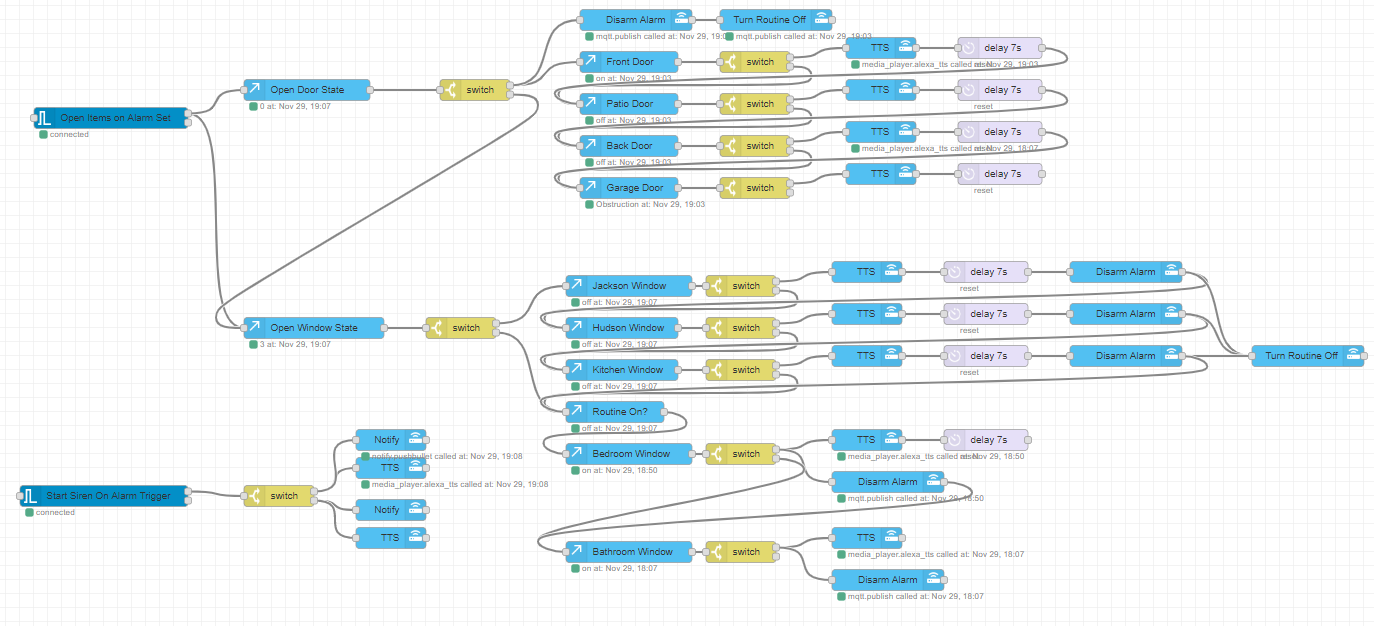 Disarm Alarm
Turn Routine Off
mqtt.publish called at: Nov 29, 19:03
mqtt.publish called at: Nov 29, 19:03
Front Door
switch
TTS
delay 7s
on at: Nov 29, 19:03
media_player.alexa_tts called at: Nov 29, 19:03
reset
Open Door State
switch
Patio Door
switch
TTS
delay 7s
0 at: Nov 29, 19:07
off at: Nov 29, 19:03
reset
Open Items on Alarm Set
connected
Back Door
switch
TTS
delay 7s
off at: Nov 29, 19:03
media_player.alexa_tts called at: Nov 29, 18:07
reset
Garage Door
switch
TTS
delay 7s
Obstruction at: Nov 29, 19:03
reset
Jackson Window
switch
TTS
delay 7s
Disarm Alarm
off at: Nov 29, 19:07
reset
Open Window State
switch
Hudson Window
switch
TTS
delay 7s
Disarm Alarm
3 at: Nov 29, 19:07
off at: Nov 29, 19:07
reset
Kitchen Window
switch
TTS
delay 7s
Disarm Alarm
Turn Routine Off
off at: Nov 29, 19:07
reset
Routine On?
off at: Nov 29, 19:07
Bedroom Window
switch
TTS
delay 7s
on at: Nov 29, 18:50
media_player.alexa_tts called at: Nov 29, 18:50
reset
Disarm Alarm
mqtt.publish called at: Nov 29, 18:50
Notify
notify.pushbullet called at: Nov 29, 19:08
TTS
media_player.alexa_tts called at: Nov 29, 19:08
Start Siren On Alarm Trigger
switch
connected
Notify
TTS
Bathroom Window
switch
TTS
on at: Nov 29, 18:07
media_player.alexa_tts called at: Nov 29, 18:07
Disarm Alarm
mqtt.publish called at: Nov 29, 18:07